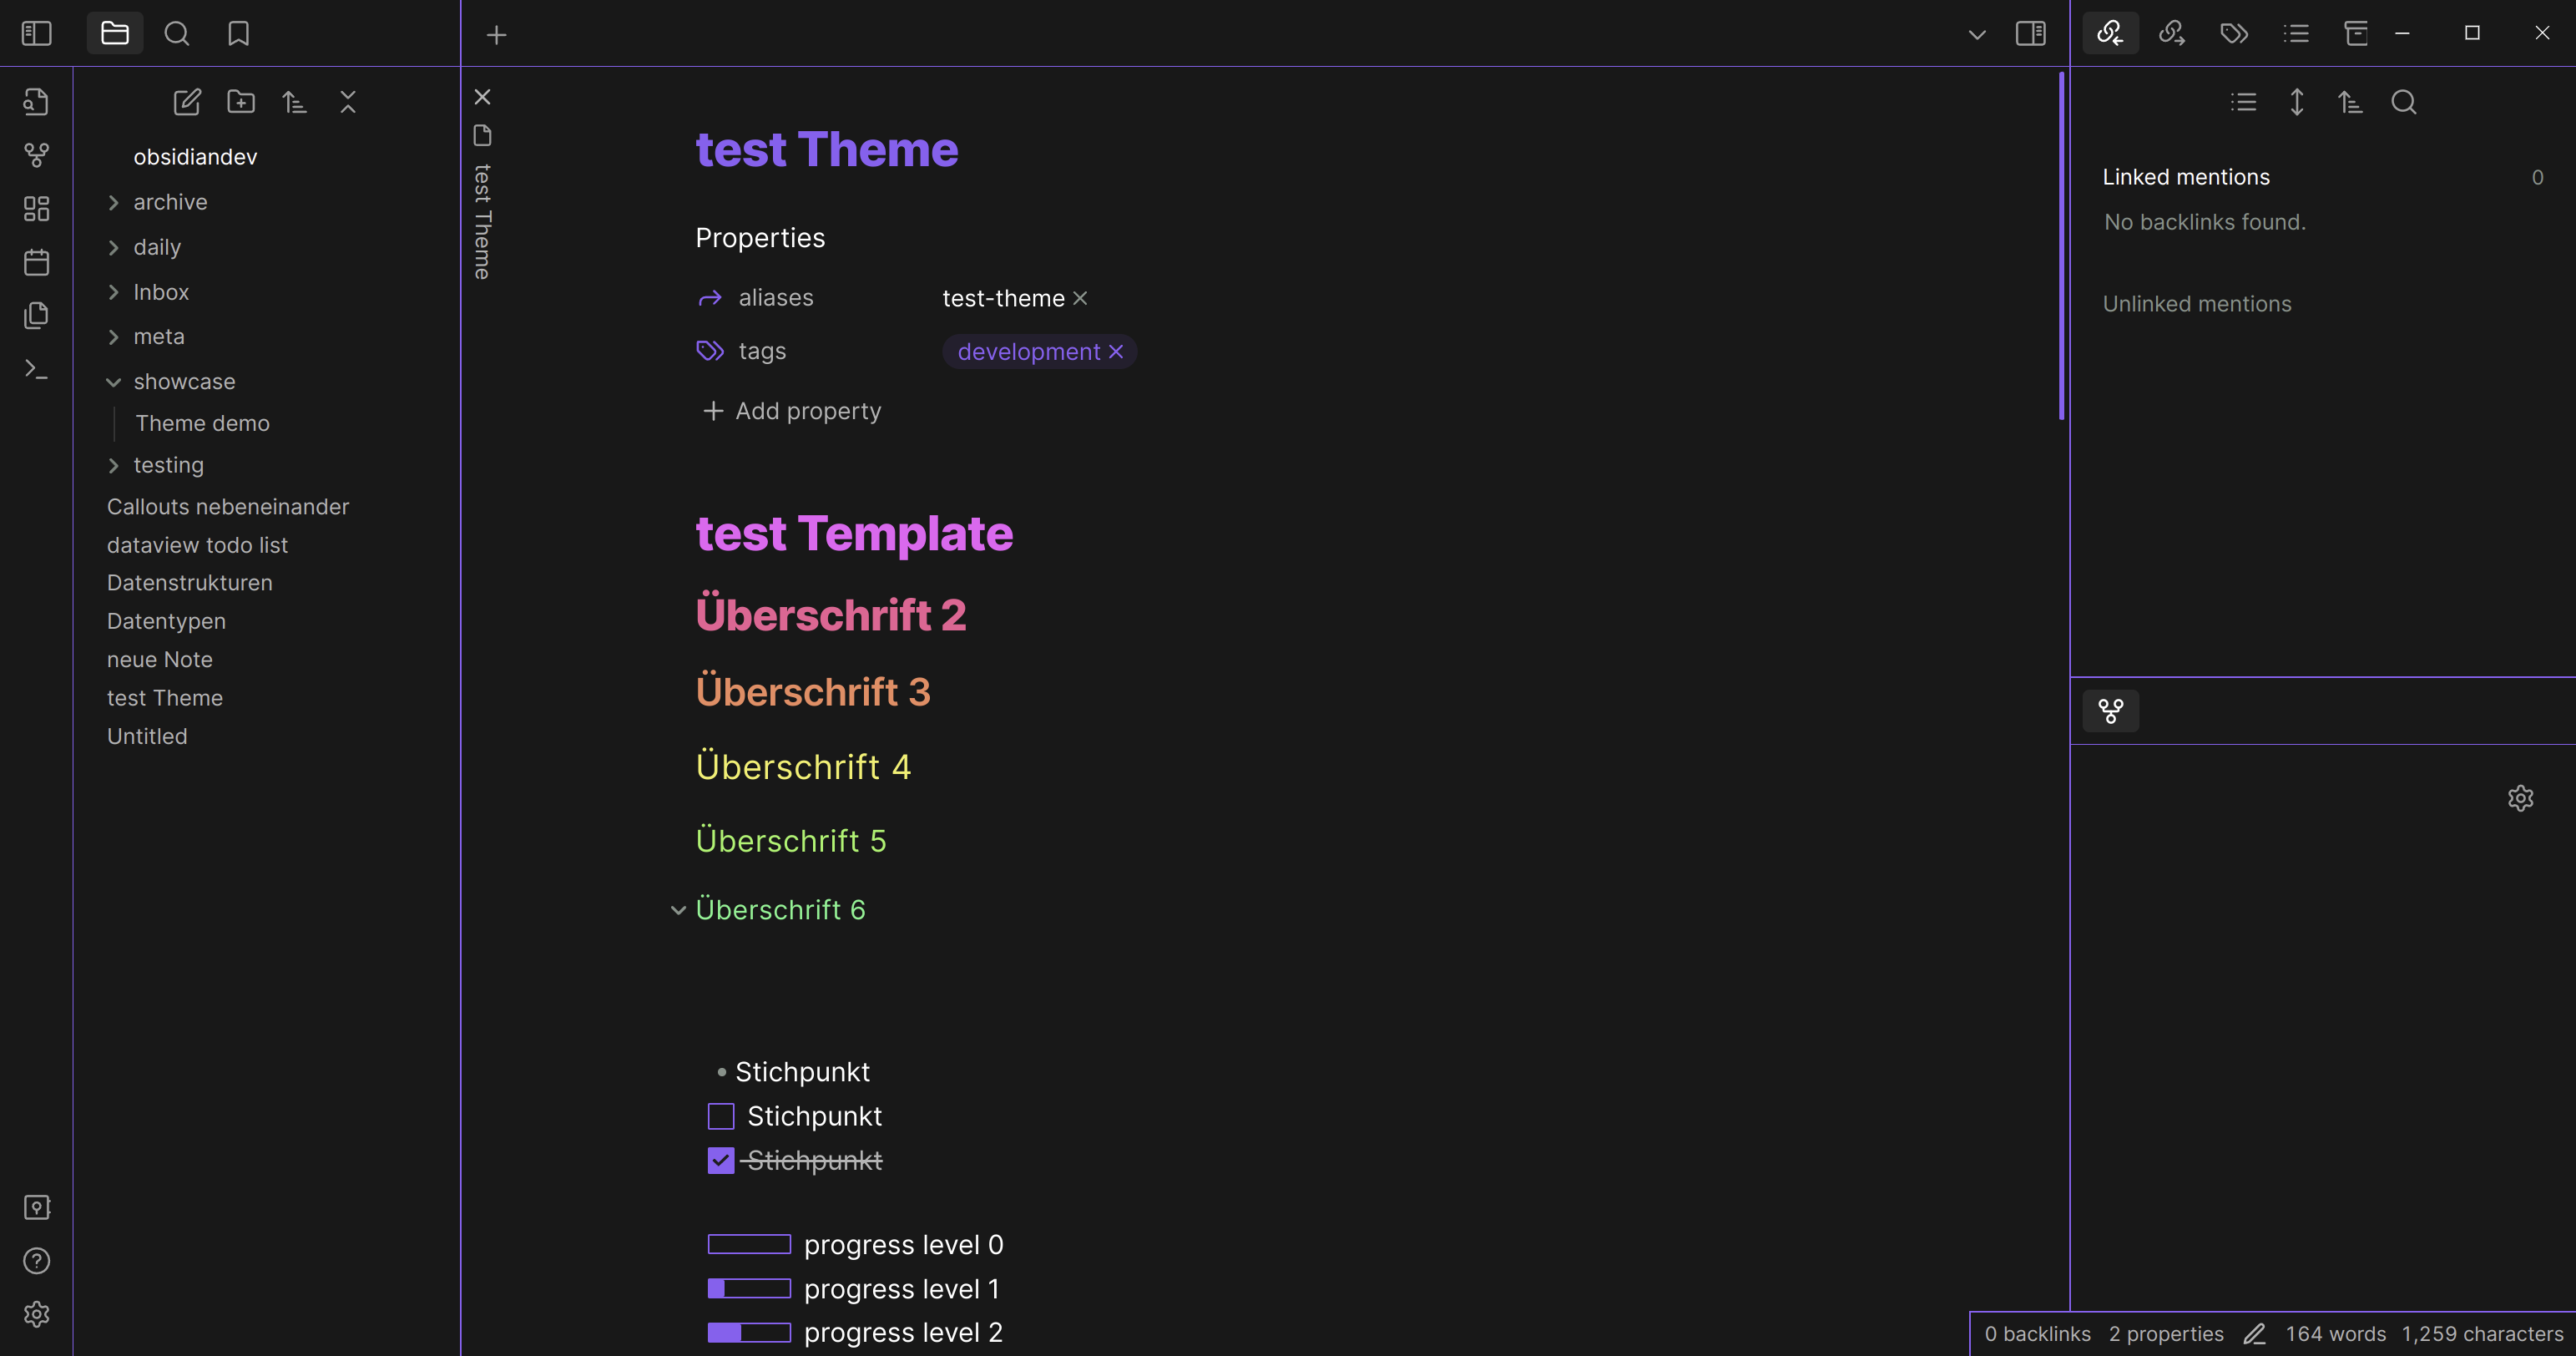 obsidiandev
archive
daily
Inbox
meta
showcase
Theme demo
testing
Callouts nebeneinander
dataview todo list
Datenstrukturen
Datentypen
neue Note
test Theme
Untitled
test Theme
test Theme
Properties
aliases test-theme
tags development
Add property
test Template
Überschrift 2
Überschrift 3
Überschrift 4
Überschrift 5
Überschrift 6
Stichpunkt
Stichpunkt
Stichpunkt
progress level 0
progress level 1
progress level 2
Linked mentions 0
No backlinks found.
Unlinked mentions
0 backlinks 2 properties 164 words 1,259 characters